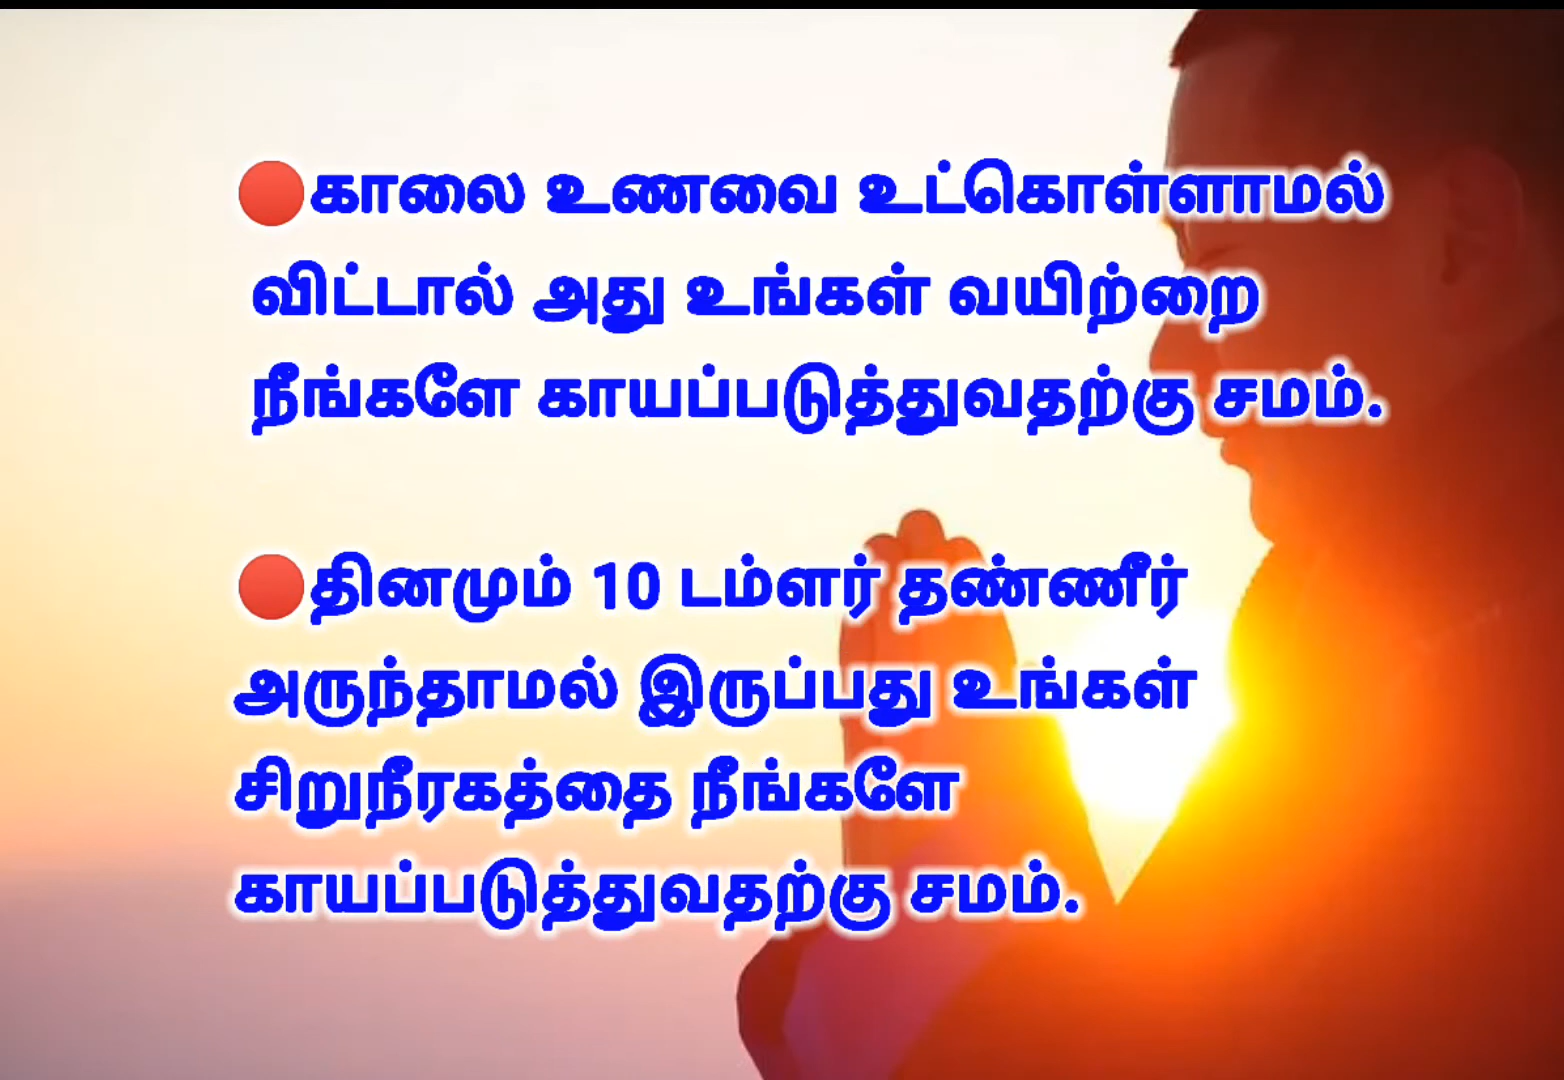 🔴காலை உணவை உட்கொள்ளாமல்
விட்டால் அது உங்கள் வயிற்றை
நீங்களே காயப்படுத்துவதற்கு சமம்.
🔴தினமும் 10 டம்ளர் தண்ணீர்
அருந்தாமல் இருப்பது உங்கள்
சிறுநீரகத்தை நீங்களே
காயப்படுத்துவதற்கு சமம்.